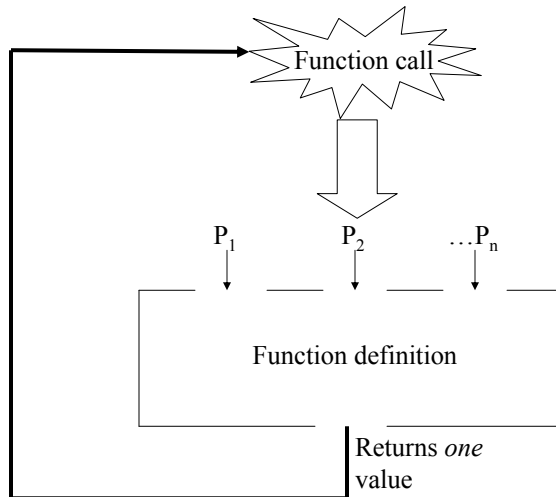 Function call
P₁ P₂ …Pₙ
Function definition
Returns one
value